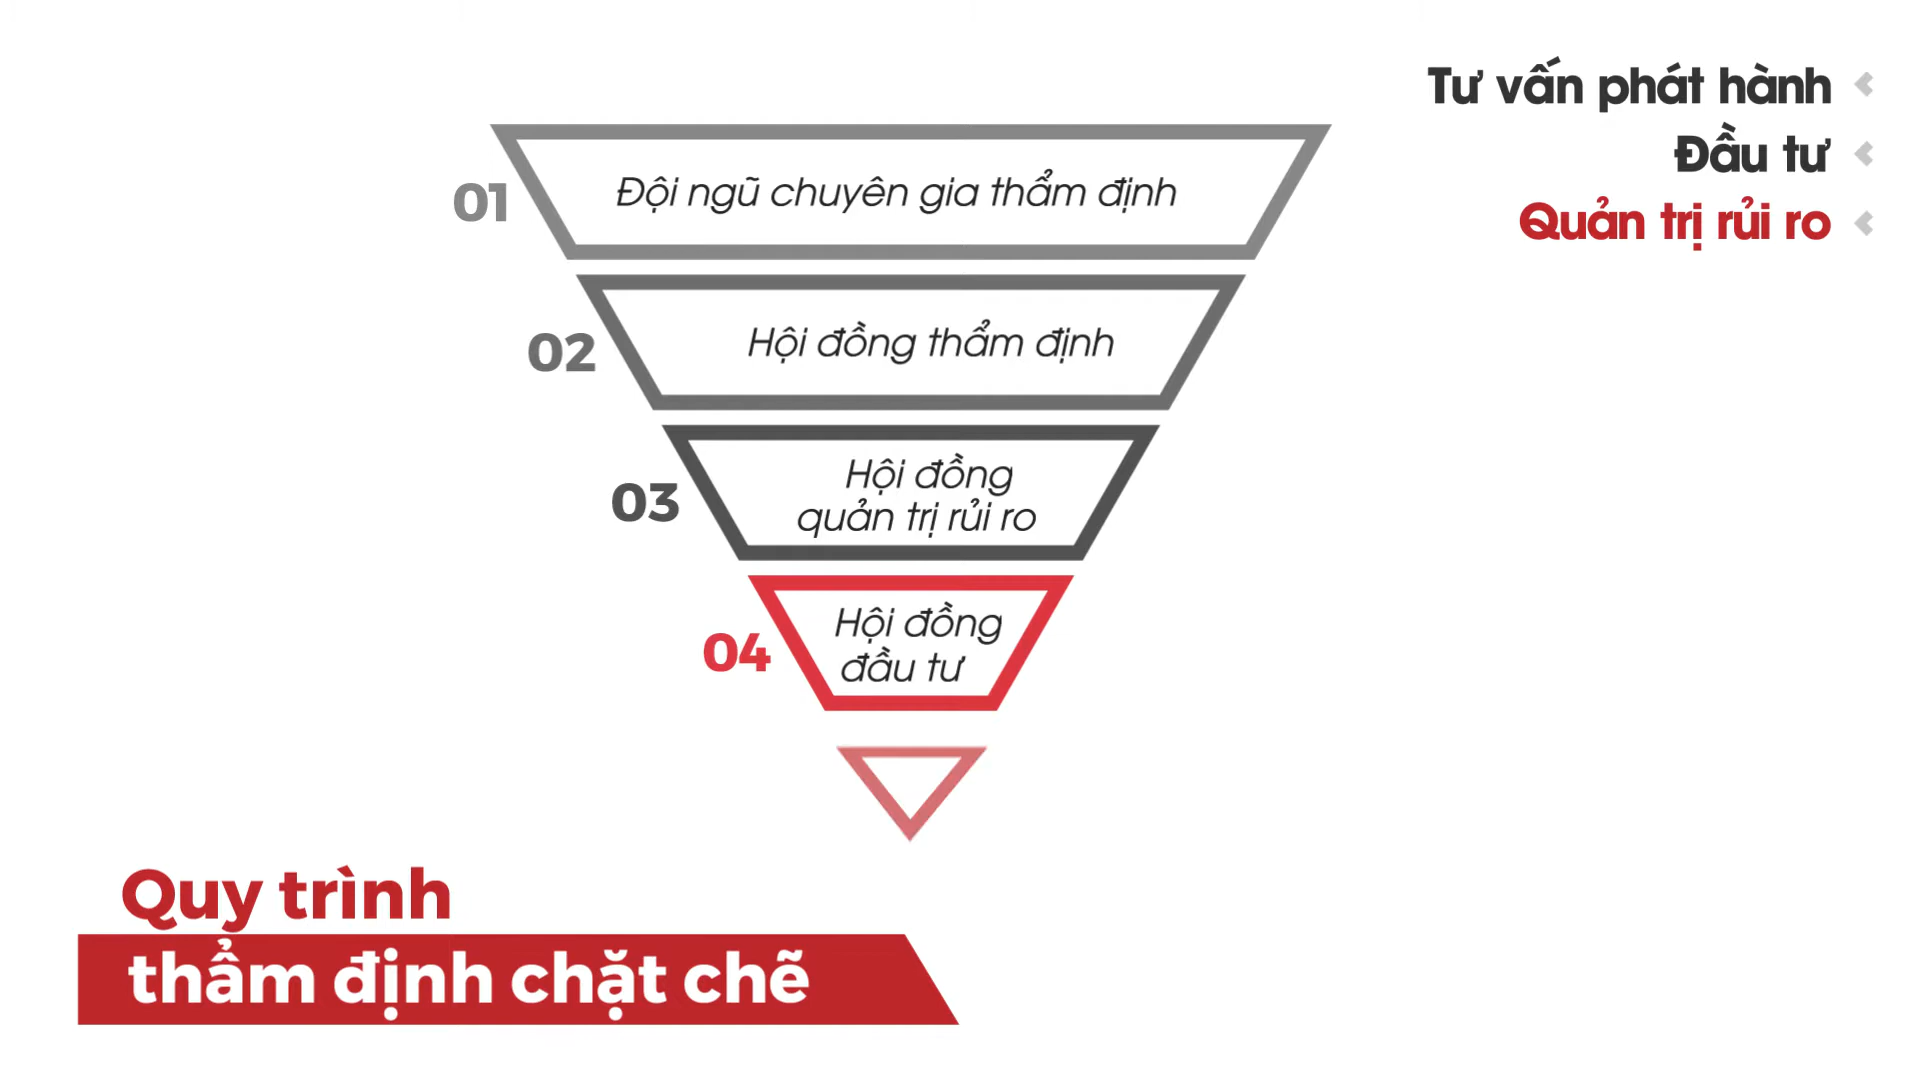 Tư vấn phát hành
Đầu tư
Quản trị rủi ro
01
Đội ngũ chuyên gia thẩm định
02
Hội đồng thẩm định
03
Hội đồng
quản trị rủi ro
04
Hội đồng
đầu tư
Quy trình
thẩm định chặt chẽ